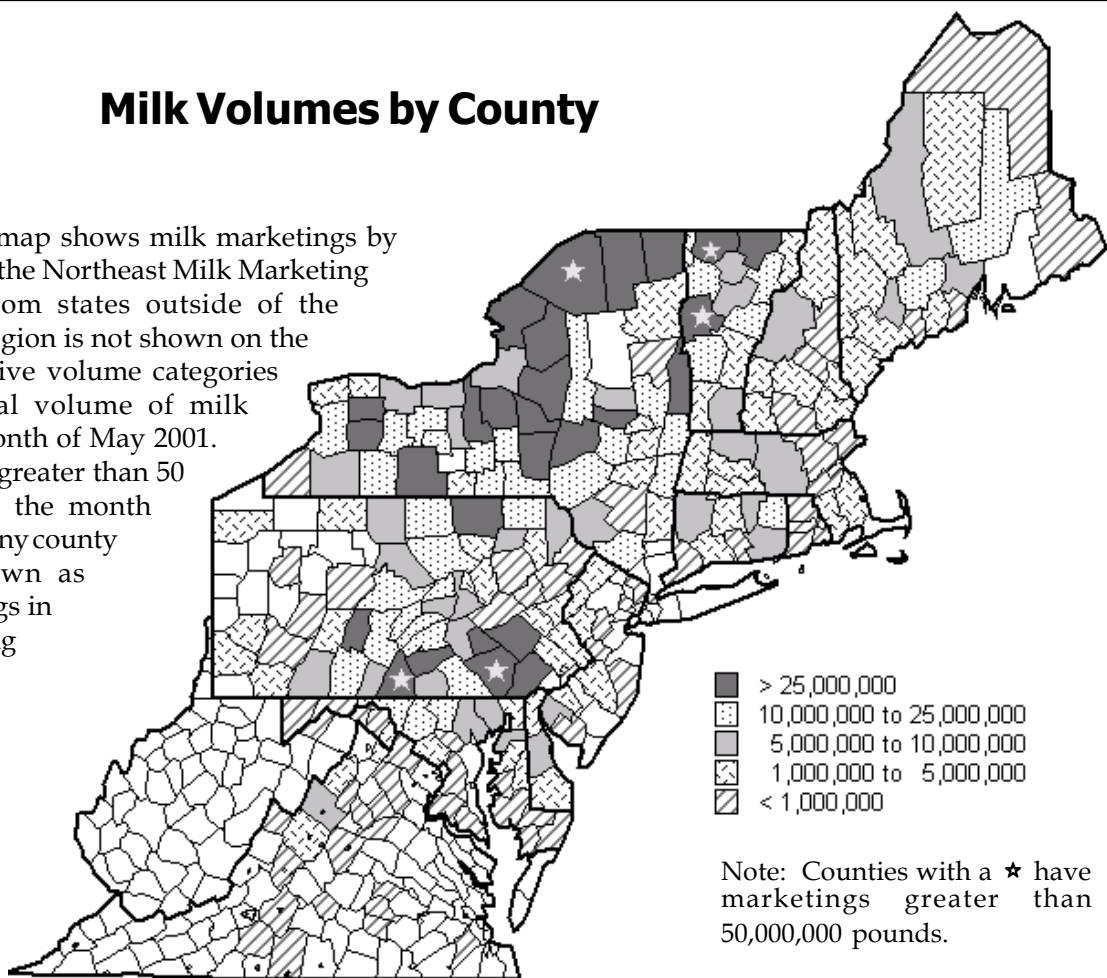 Milk Volumes by County
map shows milk marketings by
the Northeast Milk Marketing
om states outside of the
gion is not shown on the
ive volume categories
al volume of milk
onth of May 2001.
greater than 50
the month
ny county
wn as
gs in
g
> 25,000,000
10,000,000 to 25,000,000
5,000,000 to 10,000,000
1,000,000 to 5,000,000
< 1,000,000
Note: Counties with a ★ have
marketings greater than
50,000,000 pounds.